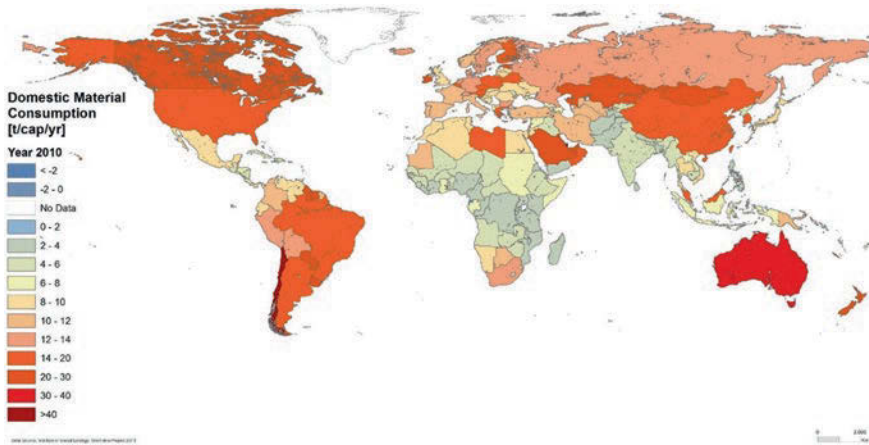 Domestic Material
Consumption
[t/cap/yr]
Year 2010
< -2
-2 - 0
No Data
0 - 2
2 - 4
4 - 6
6 - 8
8 - 10
10 - 12
12 - 14
14 - 20
20 - 30
30 - 40
>40